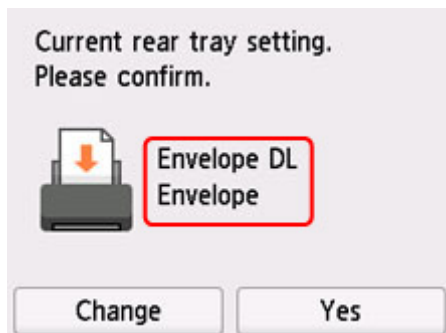 Current rear tray setting.
Please confirm.
Envelope DL
Envelope
Change
Yes